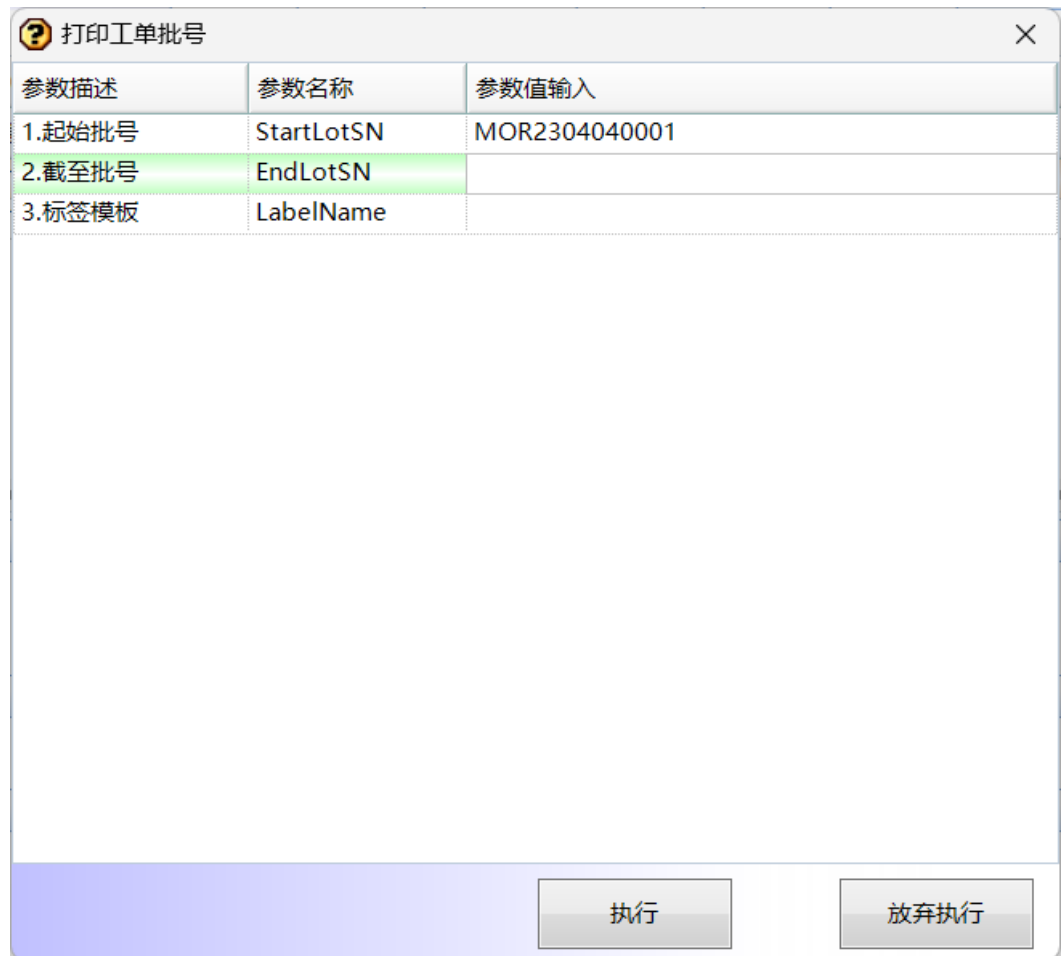 打印工单批号
参数描述 参数名称 参数值输入
1.起始批号 StartLotSN MOR2304040001
2.截至批号 EndLotSN
3.标签模板 LabelName
执行 放弃执行